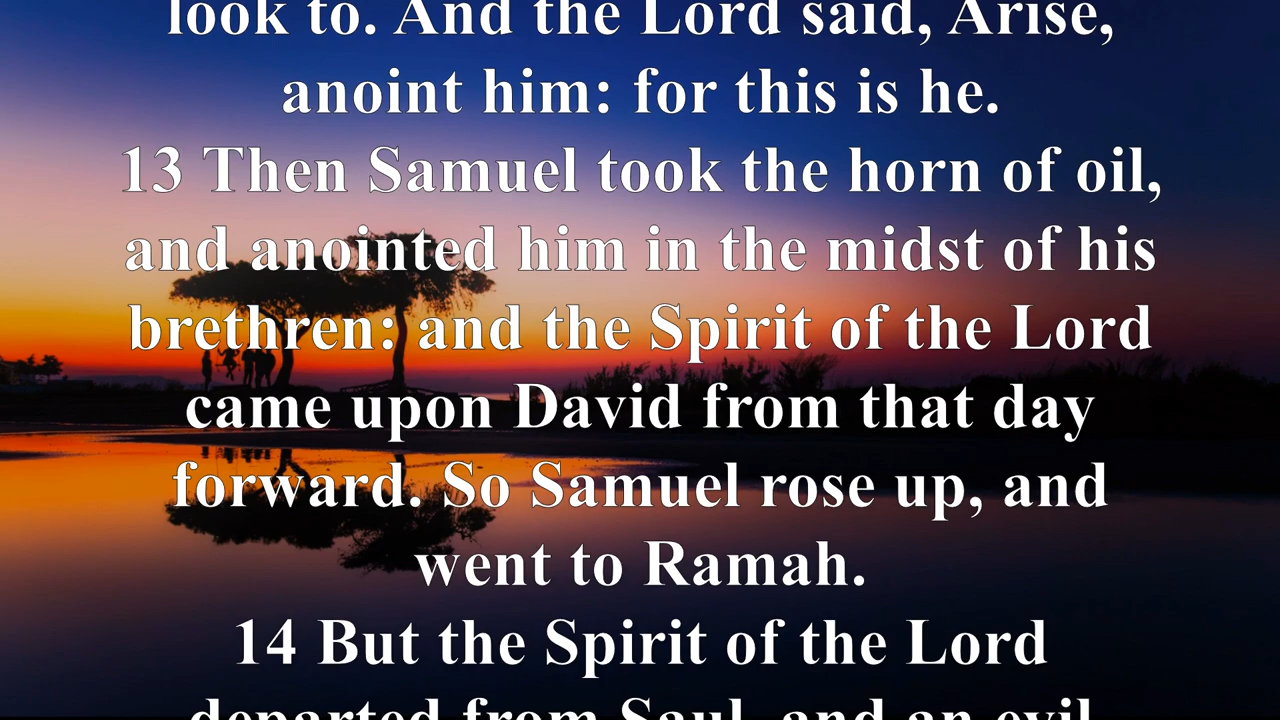 look to. And the Lord said, Arise,
anoint him: for this is he.
13 Then Samuel took the horn of oil,
and anointed him in the midst of his
brethren: and the Spirit of the Lord
came upon David from that day
forward. So Samuel rose up, and
went to Ramah.
14 But the Spirit of the Lord
departed from Saul, and an evil